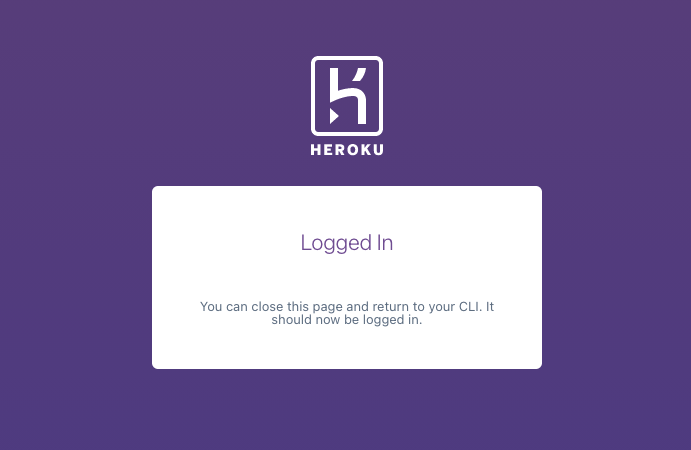 HEROKU
Logged In
You can close this page and return to your CLI. It
should now be logged in.